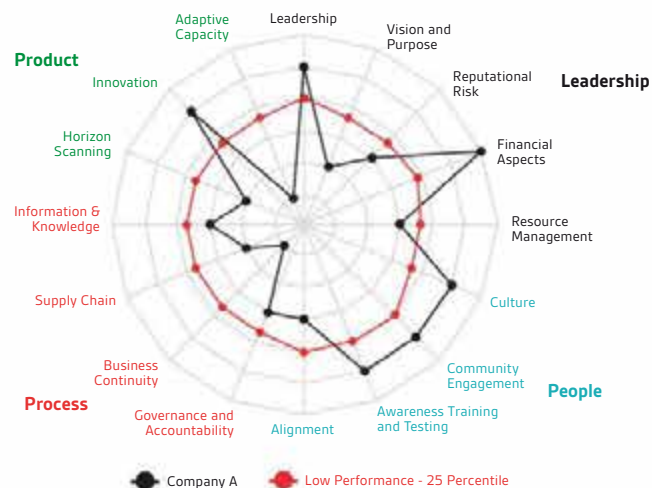 Leadership
Adaptive
Capacity
Vision and
Purpose
Product
Innovation
Reputational
Risk
Leadership
Horizon
Scanning
Financial
Aspects
Information &
Knowledge
Resource
Management
Supply Chain
Culture
Business
Continuity
Community
Engagement
Process
People
Governance and
Accountability
Alignment
Awareness Training
and Testing
Company A
Low Performance - 25 Percentile